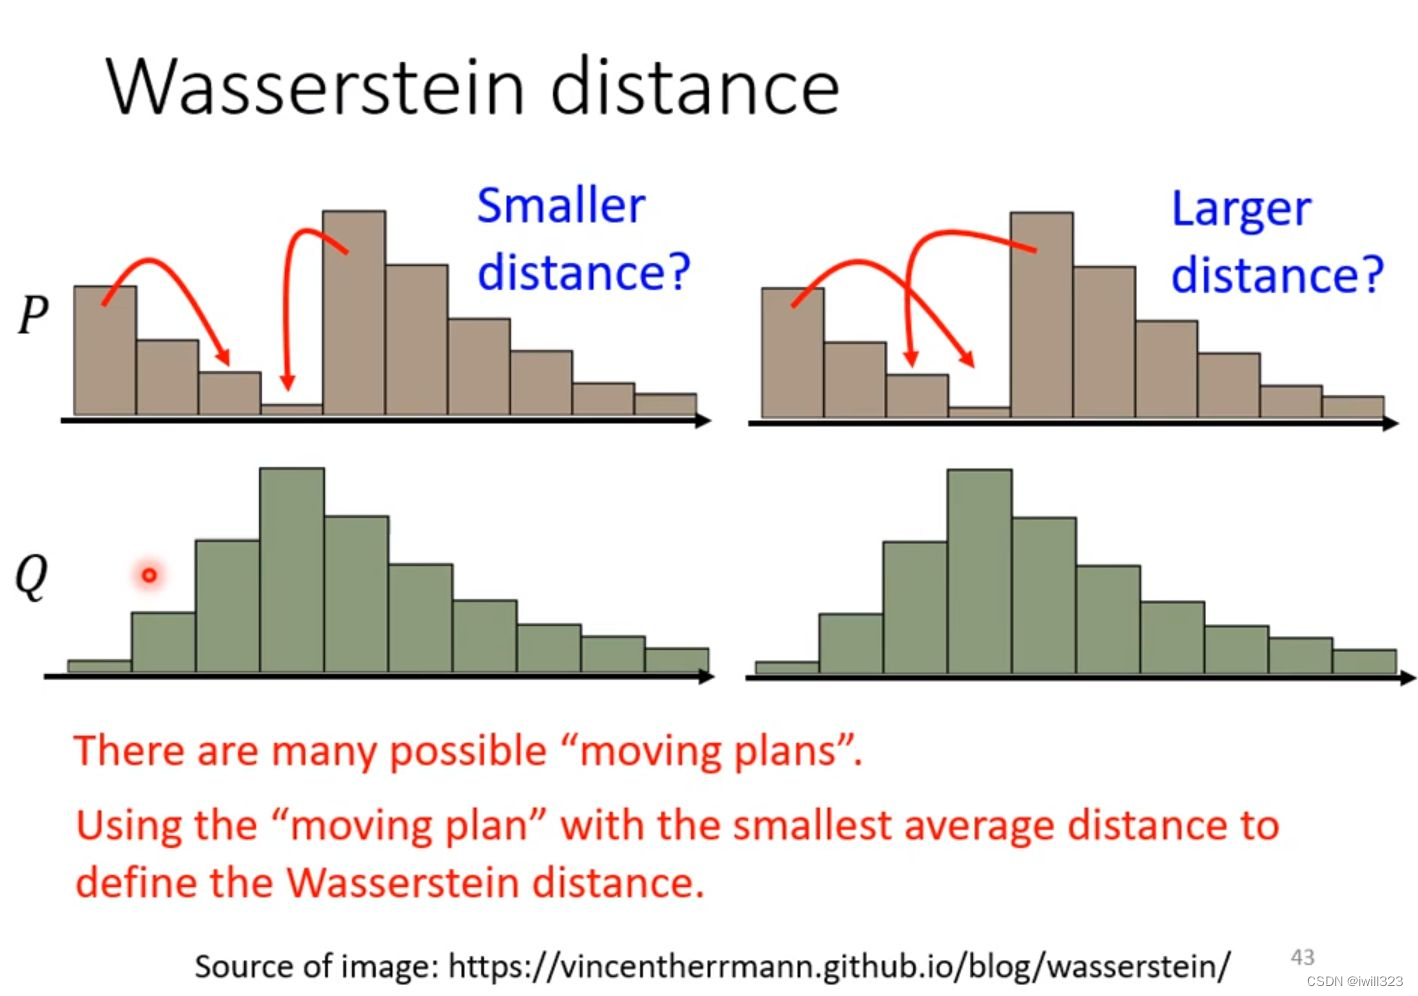 Wasserstein distance
Smaller
distance?
Larger
distance?
P
Q
There are many possible “moving plans”.
Using the “moving plan” with the smallest average distance to
define the Wasserstein distance.
Source of image: https://vincentherrmann.github.io/blog/wasserstein/
43
CSDN @iwill323